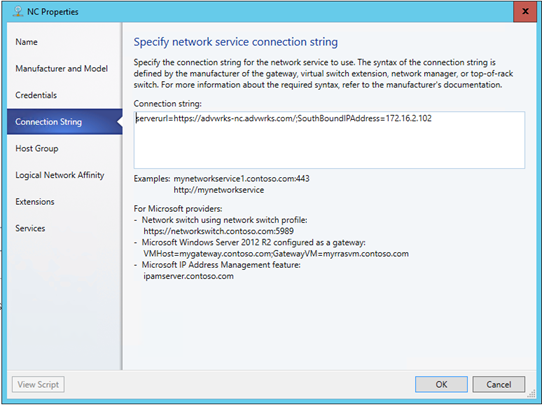 NC Properties
x
Name
Manufacturer and Model
Credentials
Connection String
Host Group
Logical Network Affinity
Extensions
Services
Specify network service connection string
Specify the connection string for the network service to use. The syntax of the connection string is
defined by the manufacturer of the gateway, virtual switch extension, network manager, or top-of-rack
switch. For more information about the required syntax, refer to the manufacturer's documentation.
Connection string:
serverurl=https://advwrks-nc.advwrks.com/;SouthBoundIPAddress=172.16.2.102
Examples: mynetworkservice1.contoso.com:443
http://mynetworkservice
For Microsoft providers:
- Network switch using network switch profile:
https://networkswitch.contoso.com:5989
- Microsoft Windows Server 2012 R2 configured as a gateway:
VMHost=mygateway.contoso.com;GatewayVM=myrrasvm.contoso.com
- Microsoft IP Address Management feature:
ipamserver.contoso.com
View Script
OK
Cancel